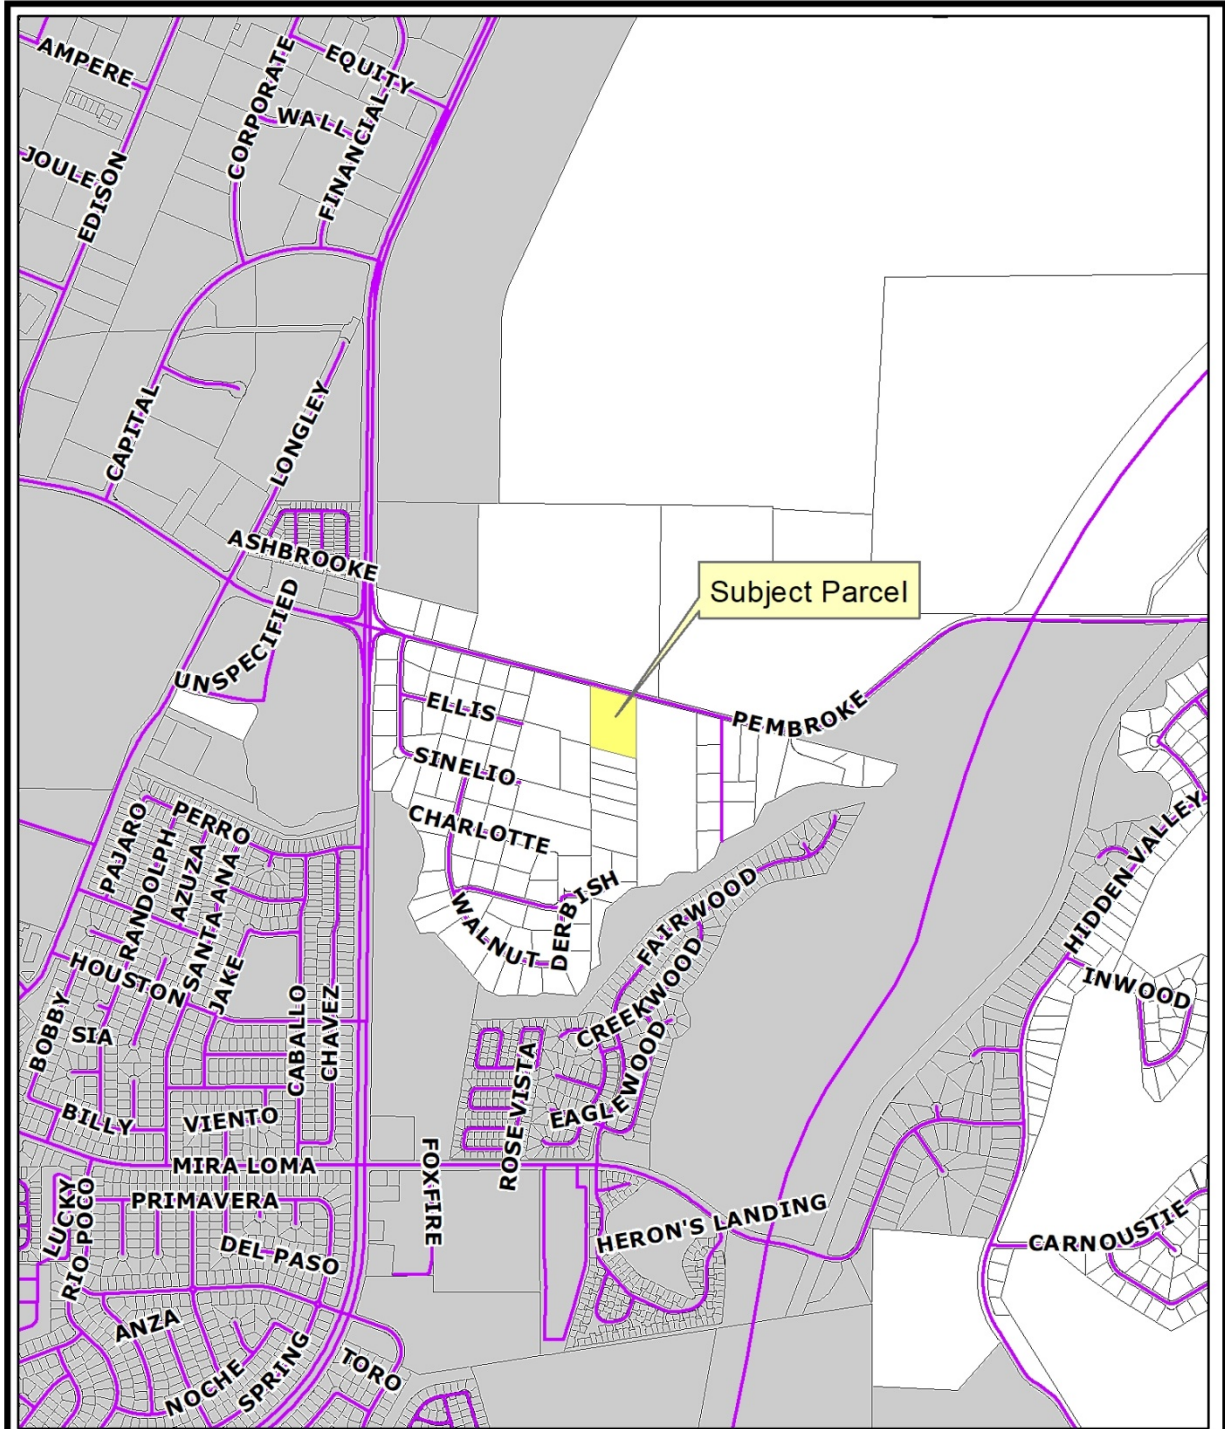 AMPERE
CORPORATE
EQUITY
WALL
FINANCIAL
JOULE
EDISON
CAPITAL
LONGLEY
ASHBROOKE
UNSPECIFIED
Subject Parcel
ELLIS
PEMBROKE
SINELIO
CHARLOTTE
PERRO
PAJARO
RANDOLPH
AZUZA
SANTA ANA
HIDDEN VALLEY
DERBISH
WALNUT
FAIRWOOD
CREEKWOOD
INWOOD
HOUSTON
JAKE
BOBBY
SIA
CABALLO
CHAVEZ
ROSE VISTA
EAGLEWOOD
BILLY
VIENTO
MIRA LOMA
FOXFIRE
LUCKY
RIO POCO
PRIMAVERA
HERON'S LANDING
CARNOUSTIE
DEL PASO
ANZA
NOCHE
SPRING
TORO